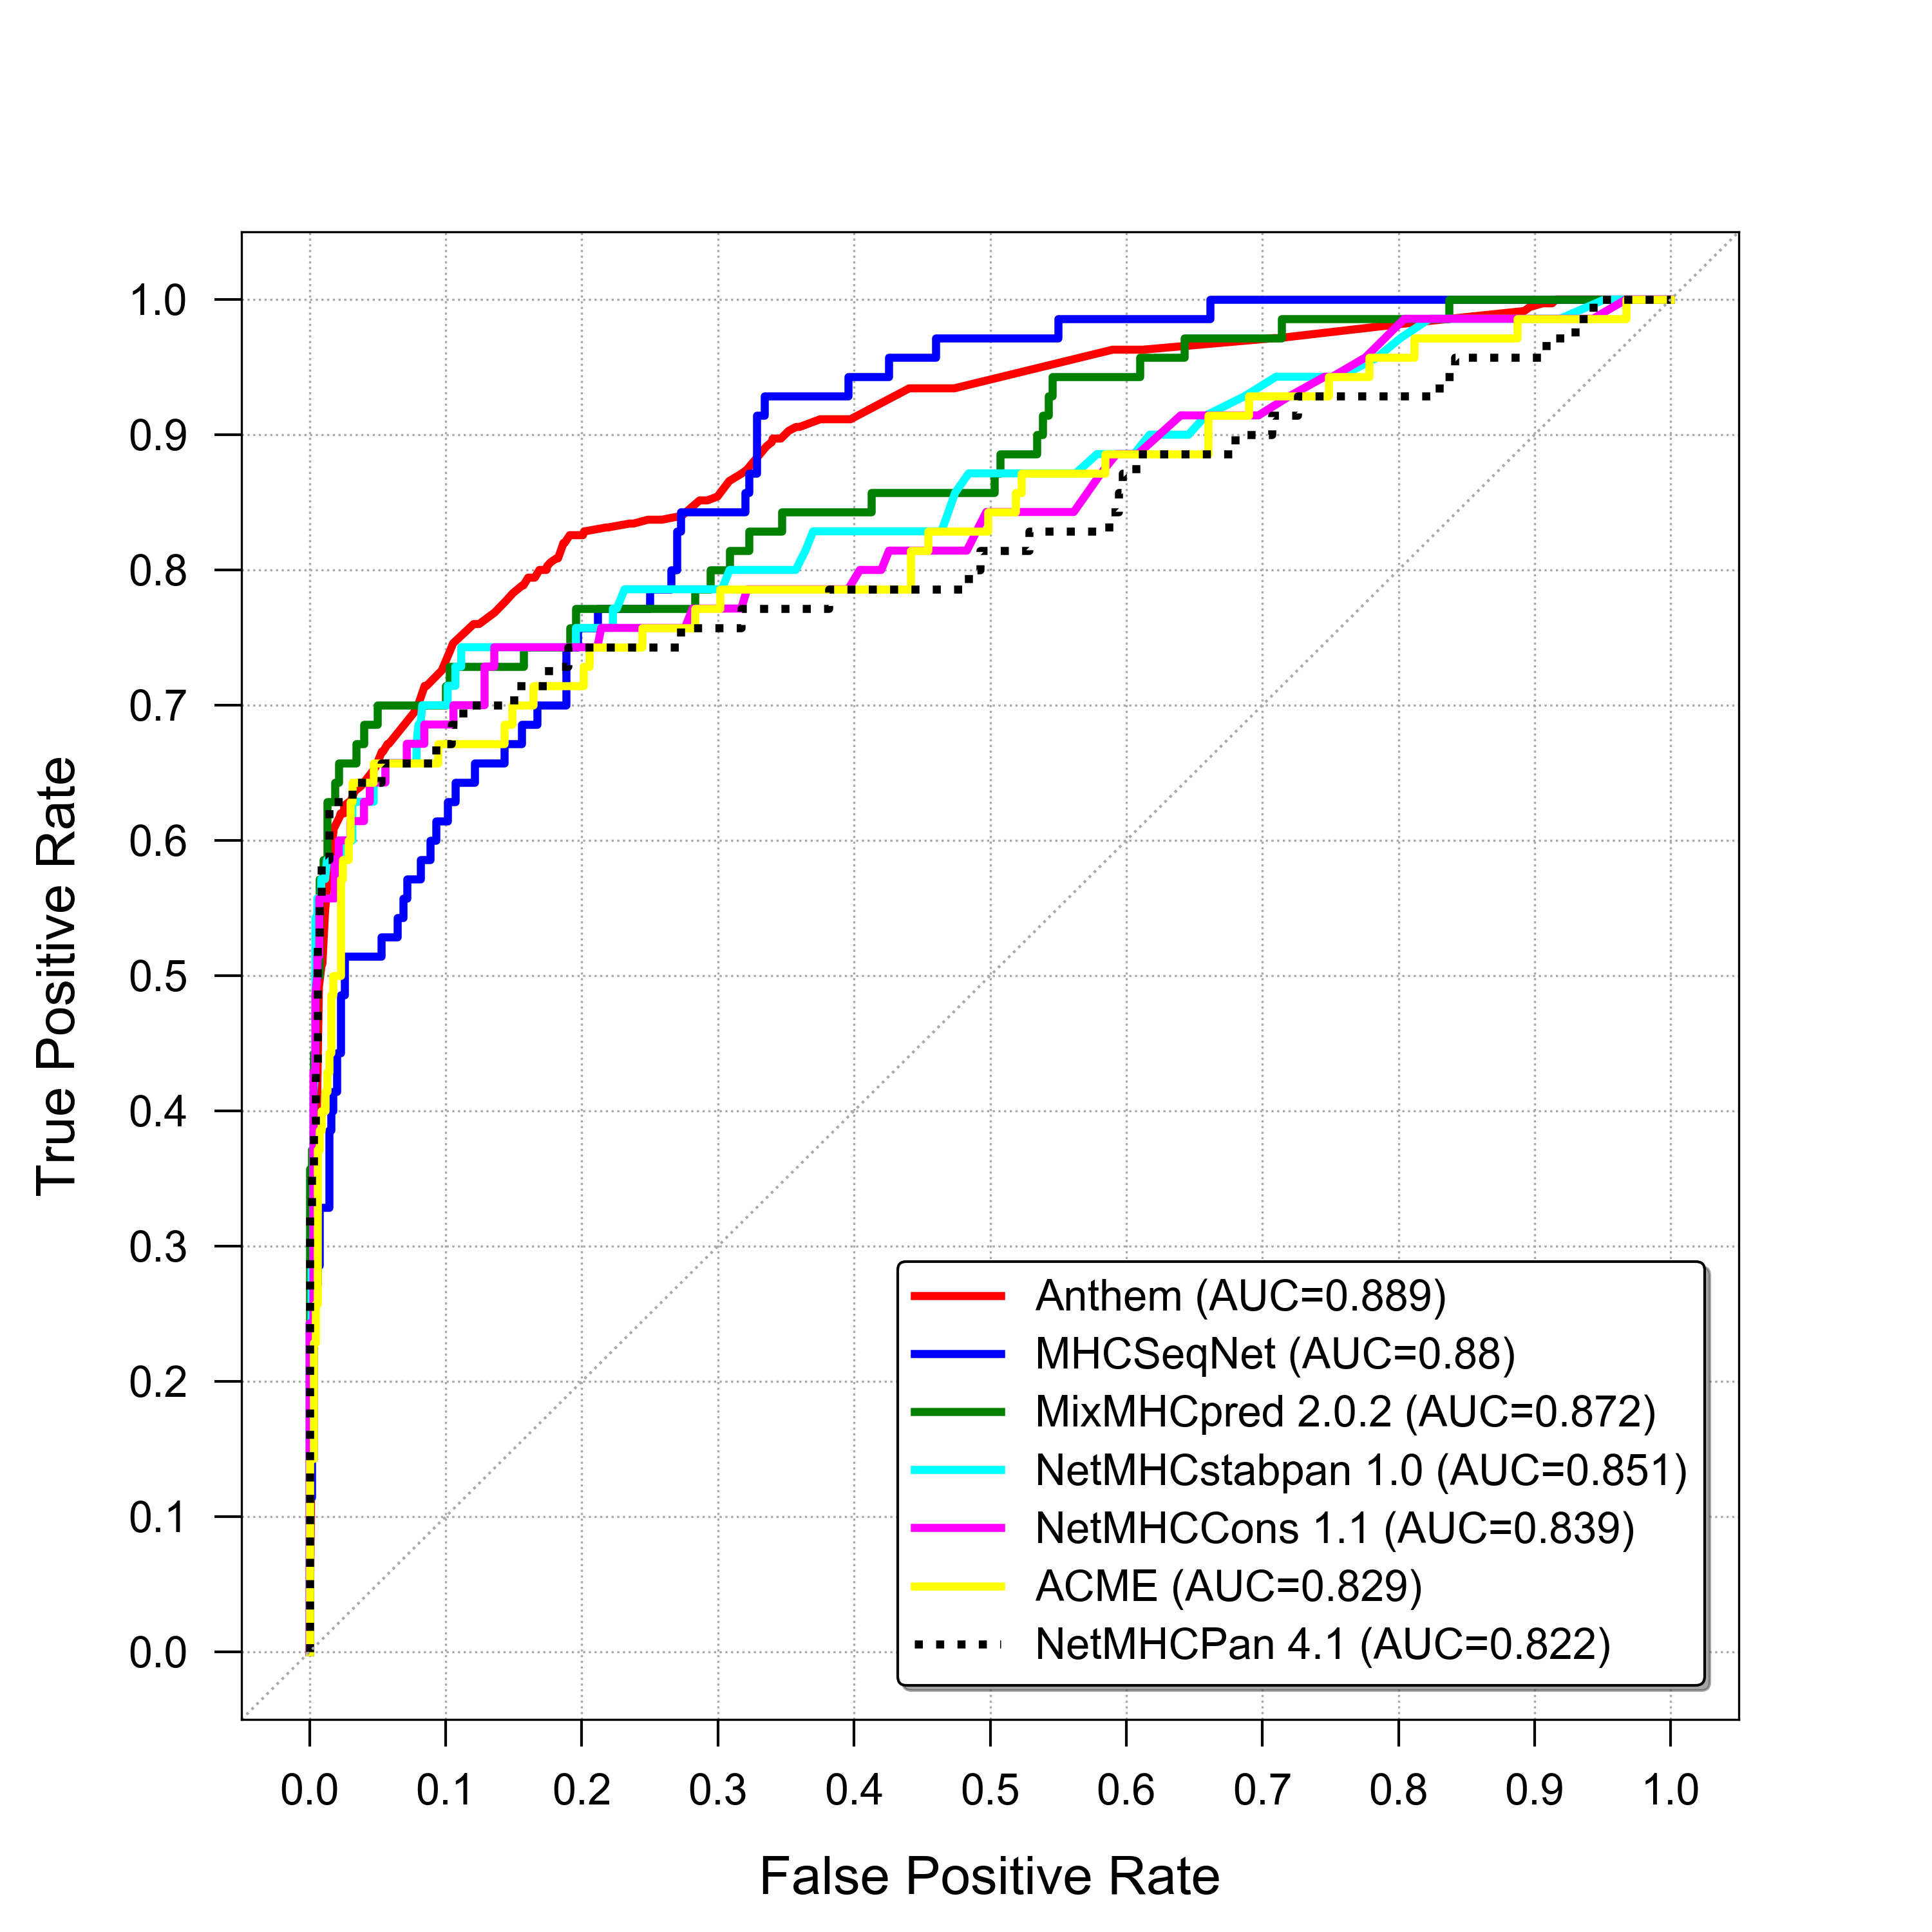 1.0
0.9
0.8
0.7
0.6
0.5
0.4
0.3
0.2
0.1
0.0
True Positive Rate
Anthem (AUC=0.889)
MHCSeqNet (AUC=0.88)
MixMHCpred 2.0.2 (AUC=0.872)
NetMHCstabpan 1.0 (AUC=0.851)
NetMHCCons 1.1 (AUC=0.839)
ACME (AUC=0.829)
NetMHCPan 4.1 (AUC=0.822)
0.0 0.1 0.2 0.3 0.4 0.5 0.6 0.7 0.8 0.9 1.0
False Positive Rate